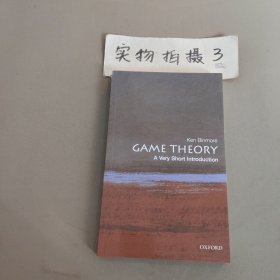 实物拍摄3
Ken Binmore
GAME THEORY
A Very Short Introduction
OXFORD